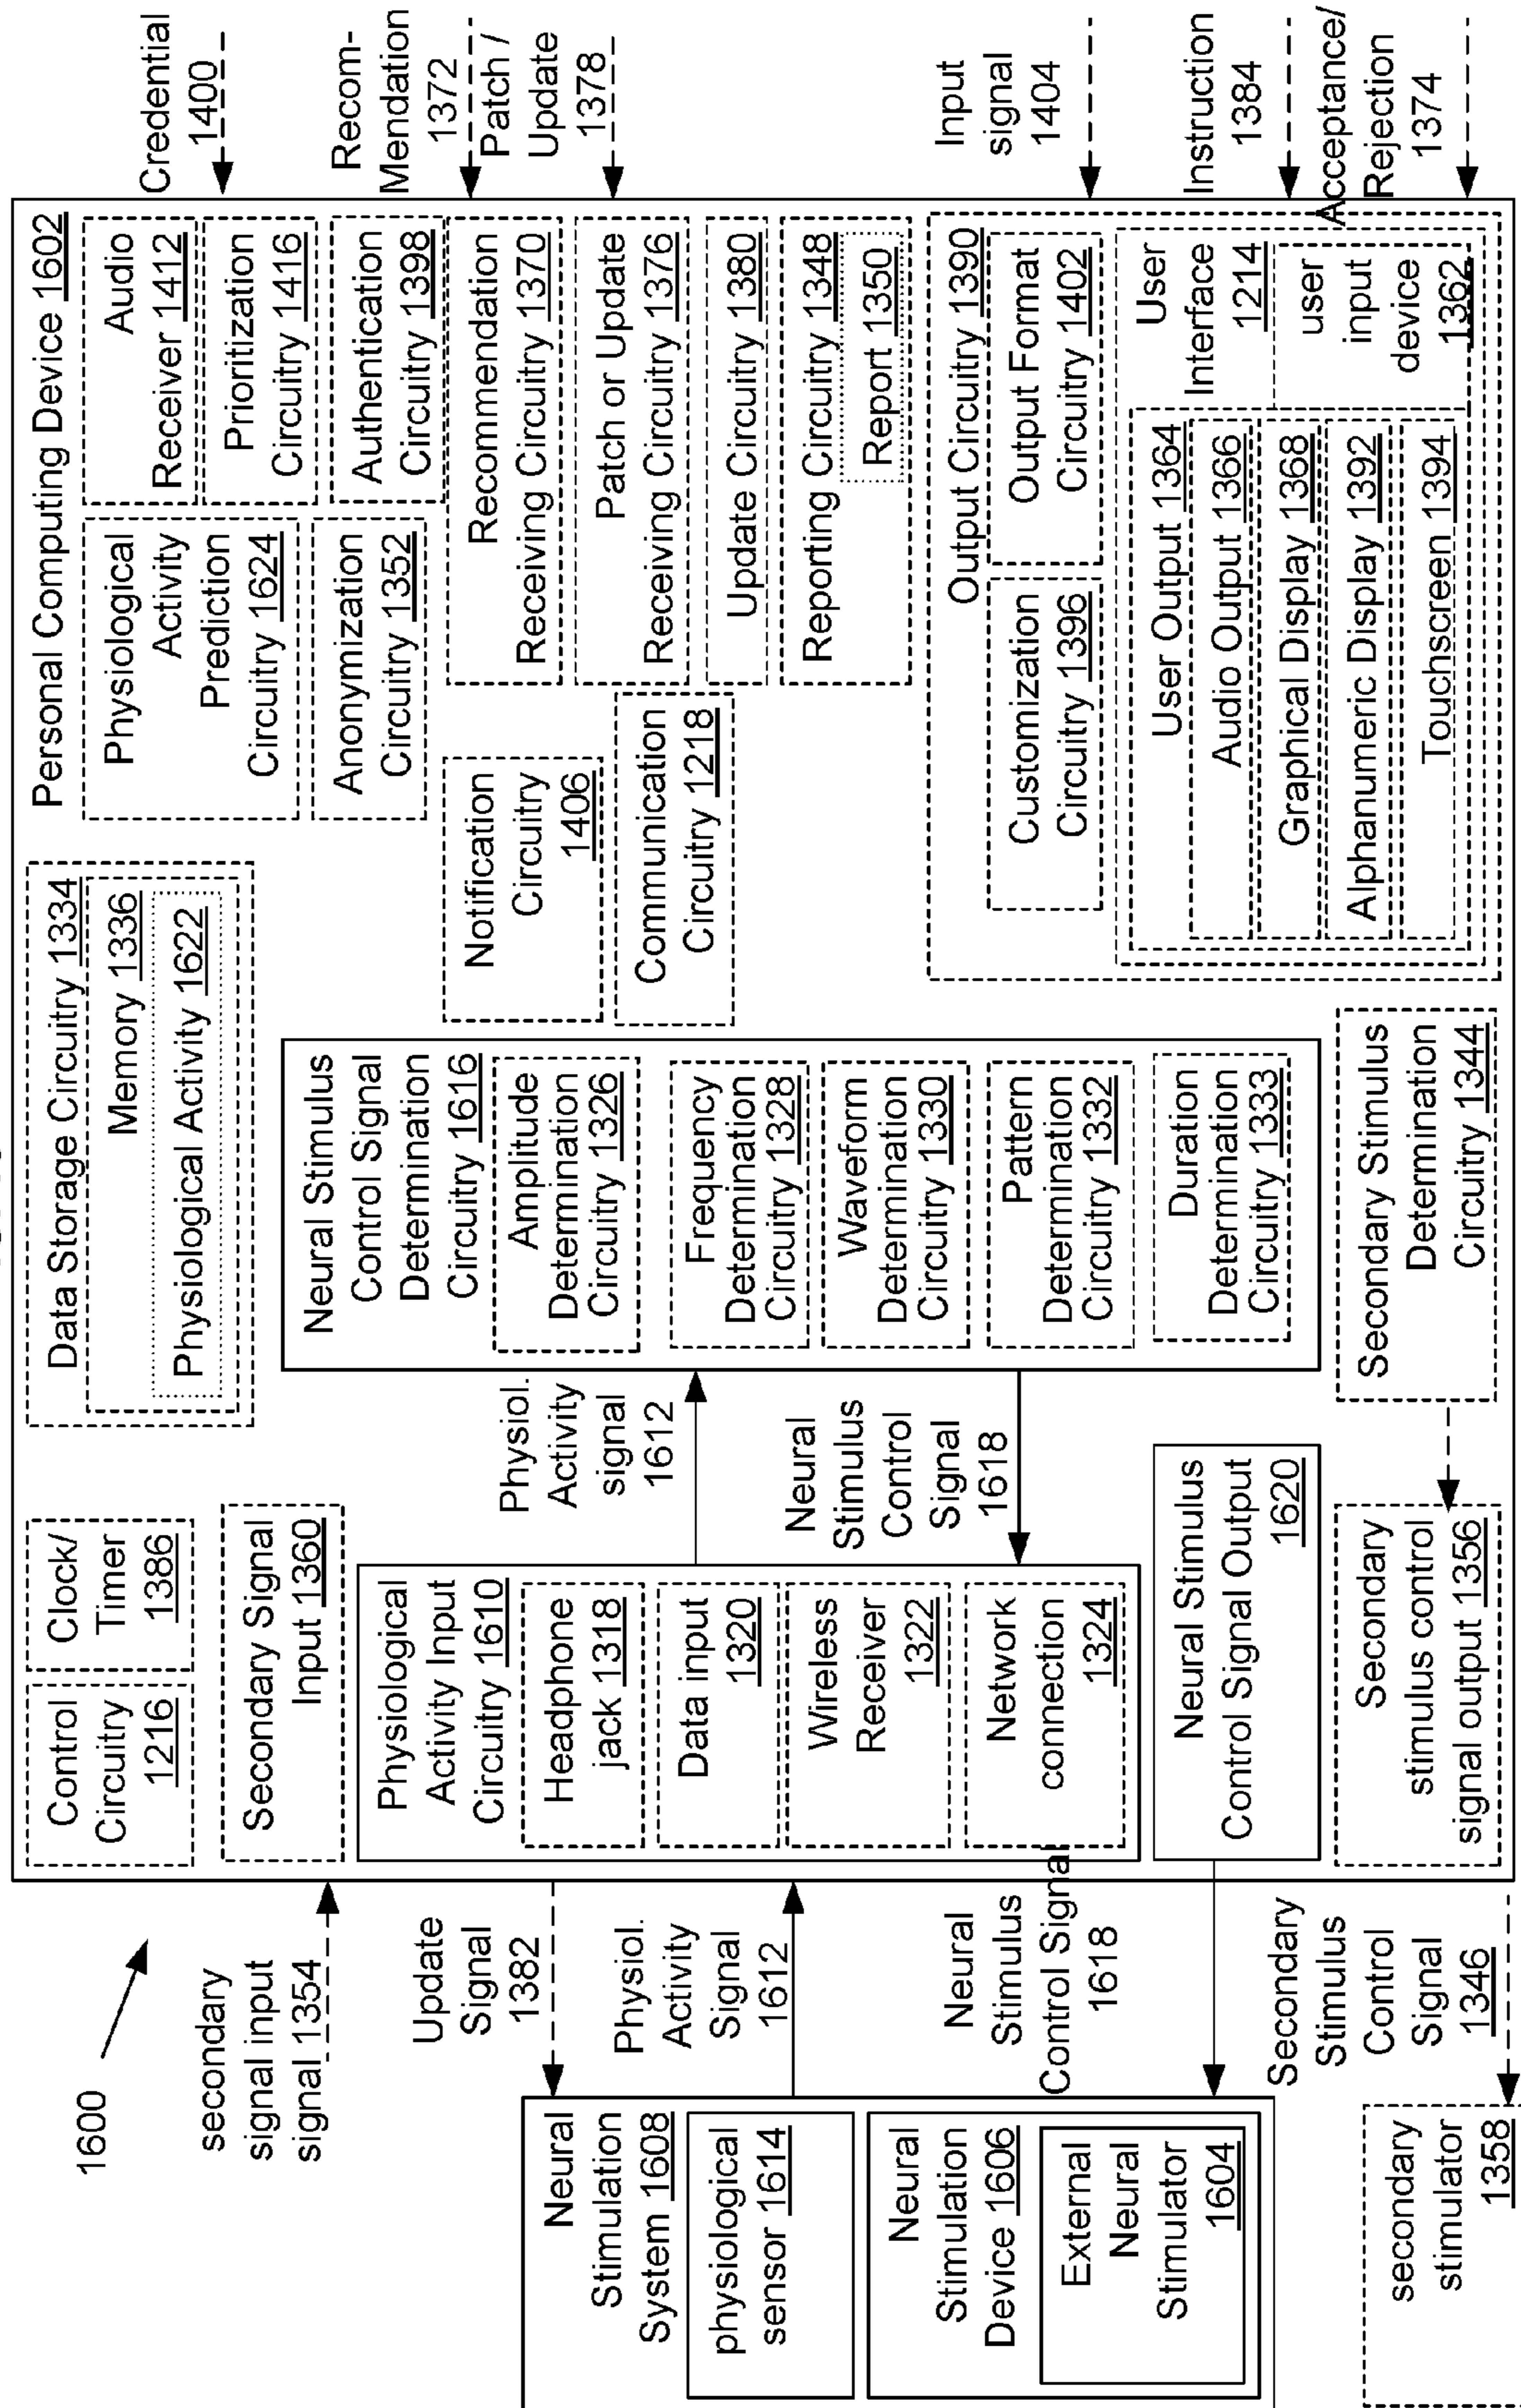 1600
secondary
signal input
signal 1354
Update
Signal
1382
Physiol.
Activity
Signal
1612
Neural
Stimulus
Control Signal
1618
Secondary
Stimulus
Control
Signal
1346
Neural
Stimulation
System 1608
physiological
sensor 1614
Neural
Stimulation
Device 1606
External
Neural
Stimulator
1604
secondary
stimulator
1358
Personal Computing Device 1602
Control
Circuitry
1216
Clock/
Timer
1386
Secondary Signal
Input 1360
Physiological
Activity Input
Circuitry 1610
Headphone
jack 1318
Data input
1320
Wireless
Receiver
1322
Network
connection
1324
Neural Stimulus
Control Signal Output
1620
Secondary
stimulus control
signal output 1356
Physiol.
Activity
signal
1612
Neural
Stimulus
Control
Signal
1618
Data Storage Circuitry 1334
Memory 1336
Physiological Activity 1622
Neural Stimulus
Control Signal
Determination
Circuitry 1616
Amplitude
Determination
Circuitry 1326
Frequency
Determination
Circuitry 1328
Waveform
Determination
Circuitry 1330
Pattern
Determination
Circuitry 1332
Duration
Determination
Circuitry 1333
Secondary Stimulus
Determination
Circuitry 1344
Physiological
Activity
Prediction
Circuitry 1624
Anonymization
Circuitry 1352
Notification
Circuitry
1406
Communication
Circuitry 1218
Audio
Receiver 1412
Prioritization
Circuitry 1416
Authentication
Circuitry 1398
Recommendation
Receiving Circuitry 1370
Patch or Update
Receiving Circuitry 1376
Update Circuitry 1380
Reporting Circuitry 1348
Report 1350
Output Circuitry 1390
Customization
Circuitry 1396
Output Format
Circuitry 1402
User
Interface
1214
User Output 1364
Audio Output 1366
Graphical Display 1368
Alphanumeric Display 1392
Touchscreen 1394
user
input
device
1362
Credential
1400
Recom-
Mendation
1372
Patch /
Update
1378
Input
signal
1404
Instruction
1384
Acceptance/
Rejection
1374